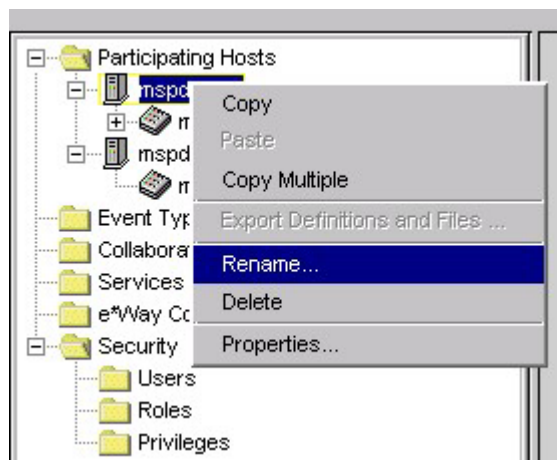 Participating Hosts
mspd
Copy
m
Paste
mspd
Copy Multiple
m
Event Typ
Export Definitions and Files ...
Collabora
Rename...
Services
Delete
e*Way Co
Security
Properties...
Users
Roles
Privileges